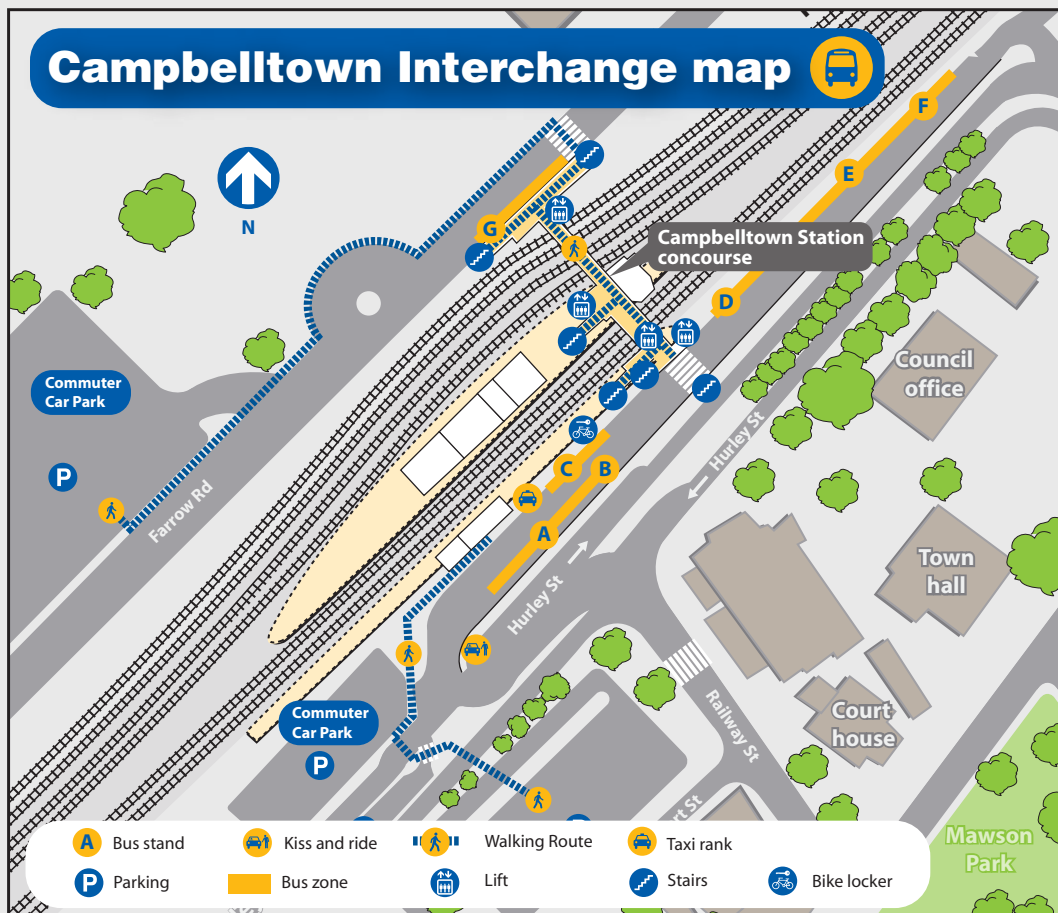 Campbelltown Interchange map
N
F
E
G
Campbelltown Station
concourse
D
Council
office
Commuter
Car Park
Hurley St
P
C
B
Farrow Rd
A
Town
hall
Hurley St
Commuter
Car Park
P
Court
house
Railway St
Mawson
Park
A Bus stand
Kiss and ride
Walking Route
Taxi rank
P Parking
Bus zone
Lift
Stairs
Bike locker